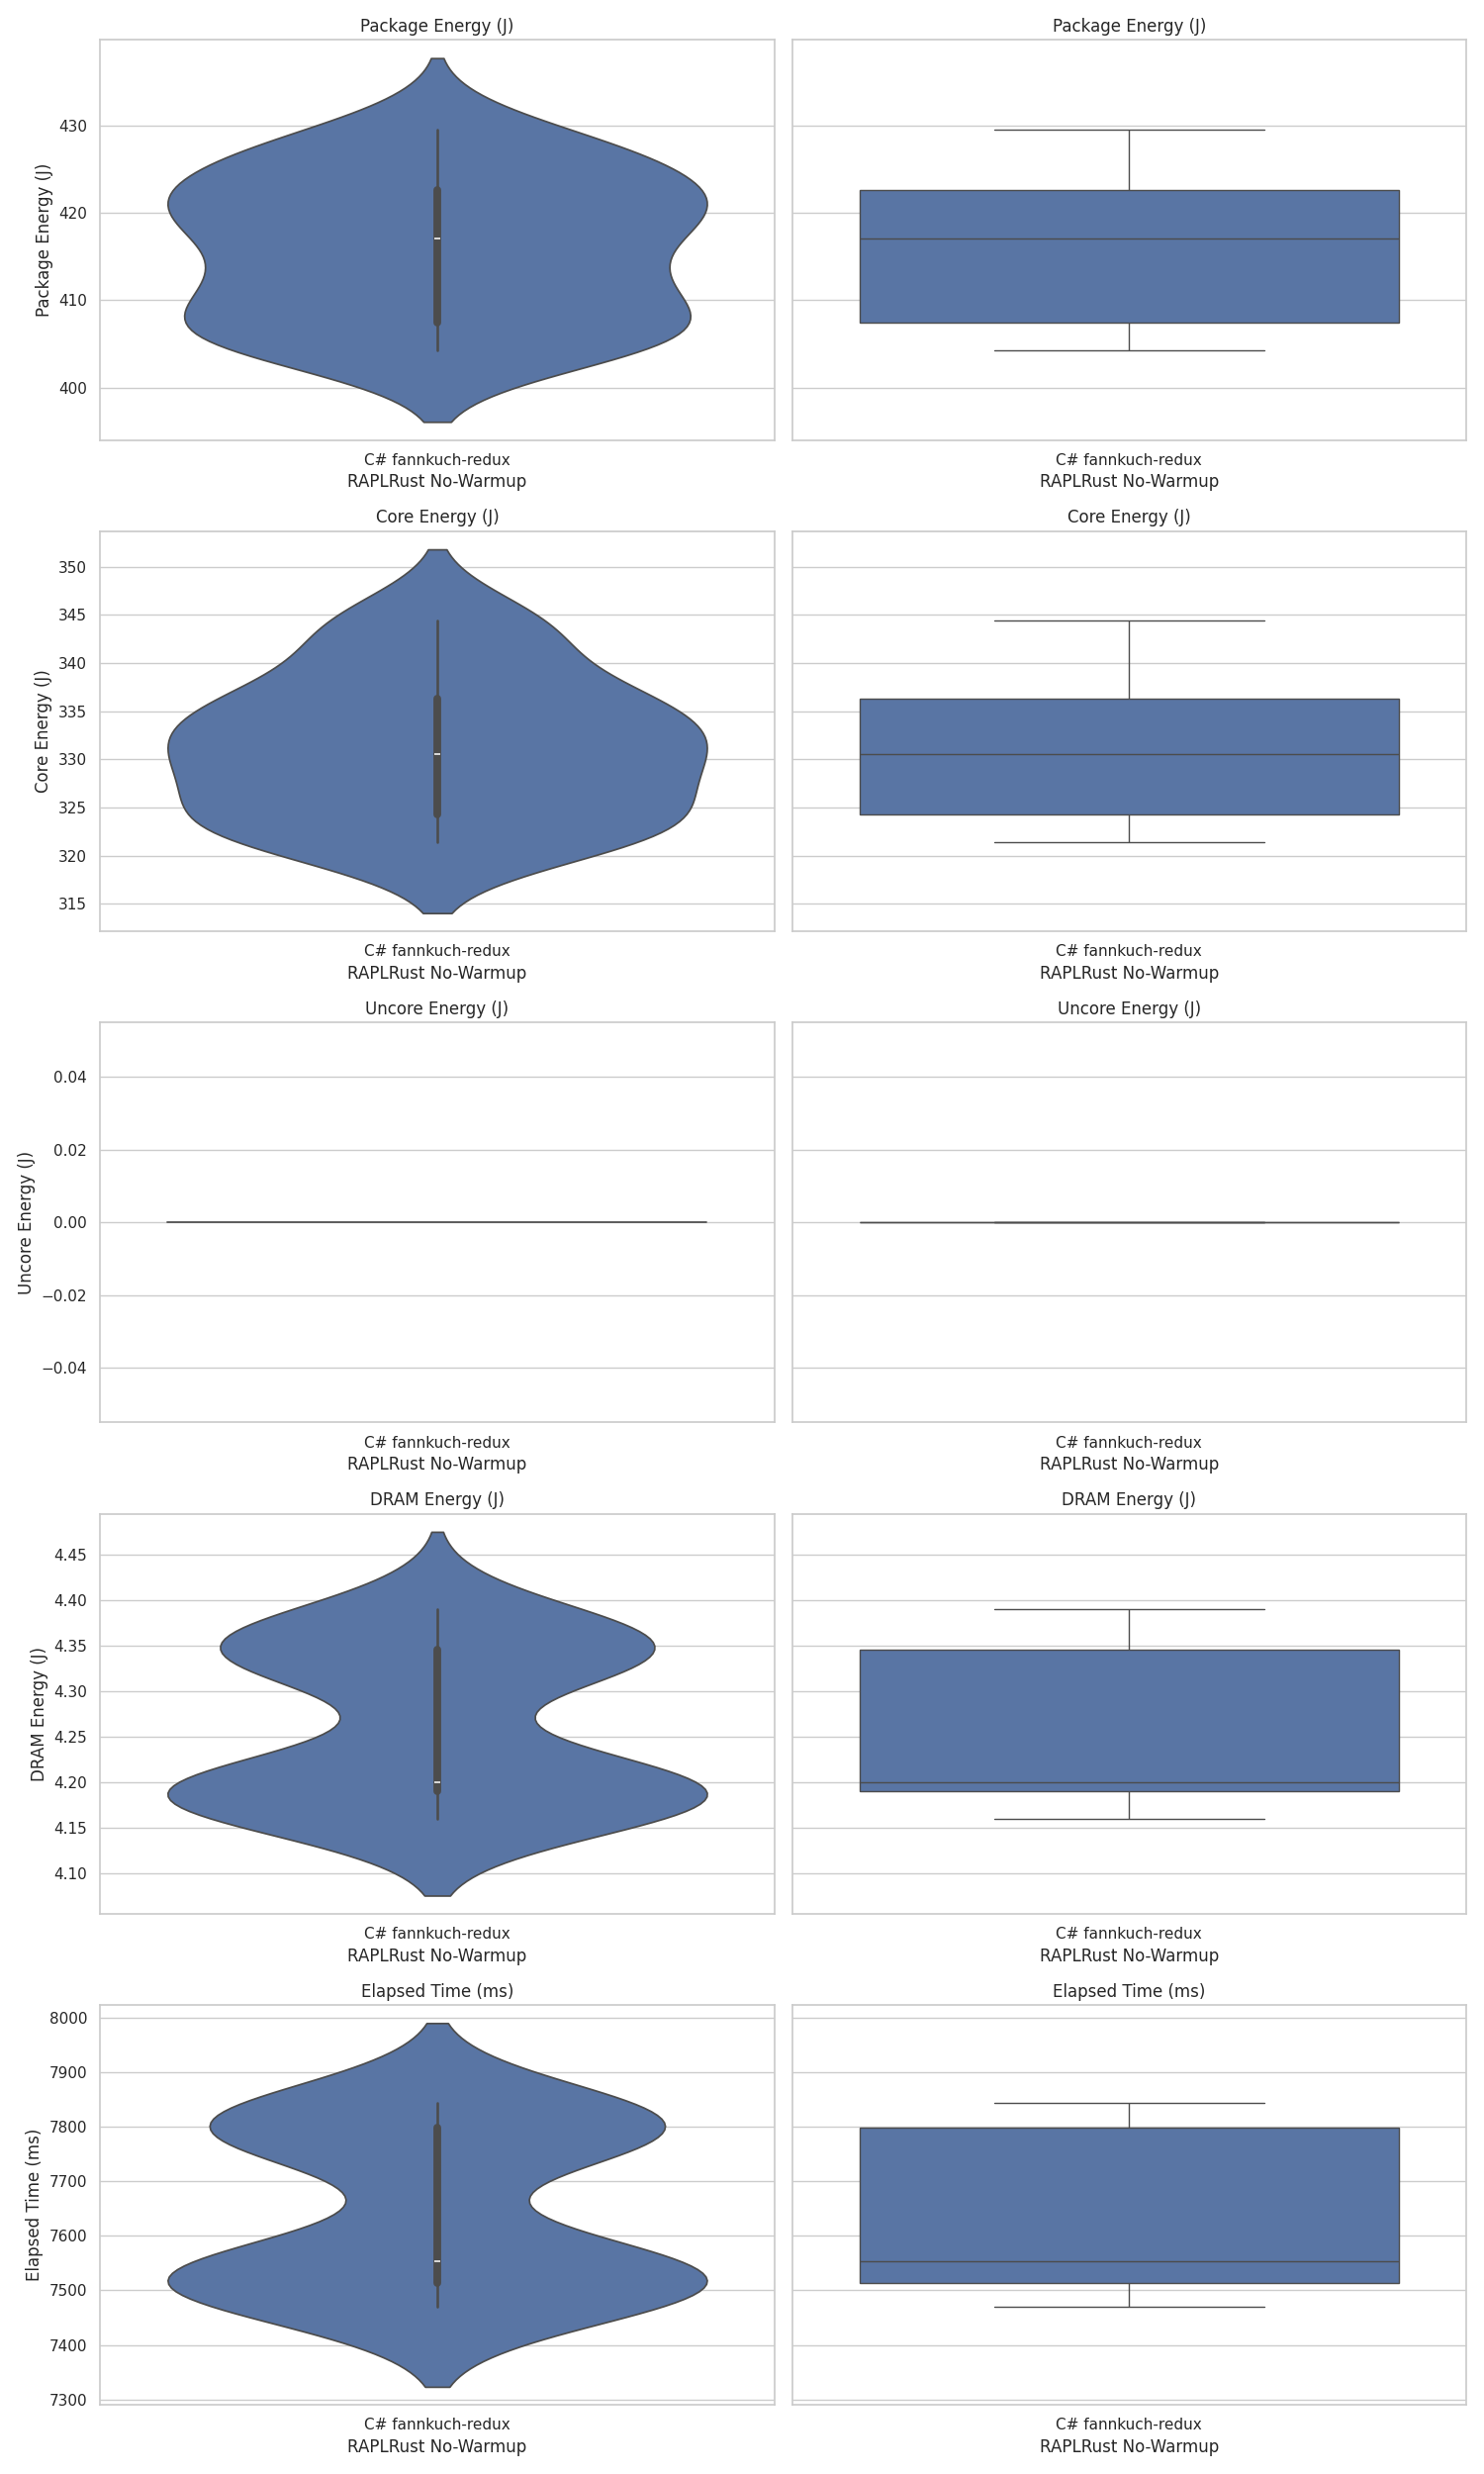 Package Energy (J)
Package Energy (J)
Package Energy (J)
430
420
410
400
C# fannkuch-redux
RAPLRust No-Warmup
C# fannkuch-redux
RAPLRust No-Warmup
Core Energy (J)
Core Energy (J)
Core Energy (J)
350
345
340
335
330
325
320
315
C# fannkuch-redux
RAPLRust No-Warmup
C# fannkuch-redux
RAPLRust No-Warmup
Uncore Energy (J)
Uncore Energy (J)
Uncore Energy (J)
0.04
0.02
0.00
−0.02
−0.04
C# fannkuch-redux
RAPLRust No-Warmup
C# fannkuch-redux
RAPLRust No-Warmup
DRAM Energy (J)
DRAM Energy (J)
DRAM Energy (J)
4.45
4.40
4.35
4.30
4.25
4.20
4.15
4.10
C# fannkuch-redux
RAPLRust No-Warmup
C# fannkuch-redux
RAPLRust No-Warmup
Elapsed Time (ms)
Elapsed Time (ms)
Elapsed Time (ms)
8000
7900
7800
7700
7600
7500
7400
7300
C# fannkuch-redux
RAPLRust No-Warmup
C# fannkuch-redux
RAPLRust No-Warmup